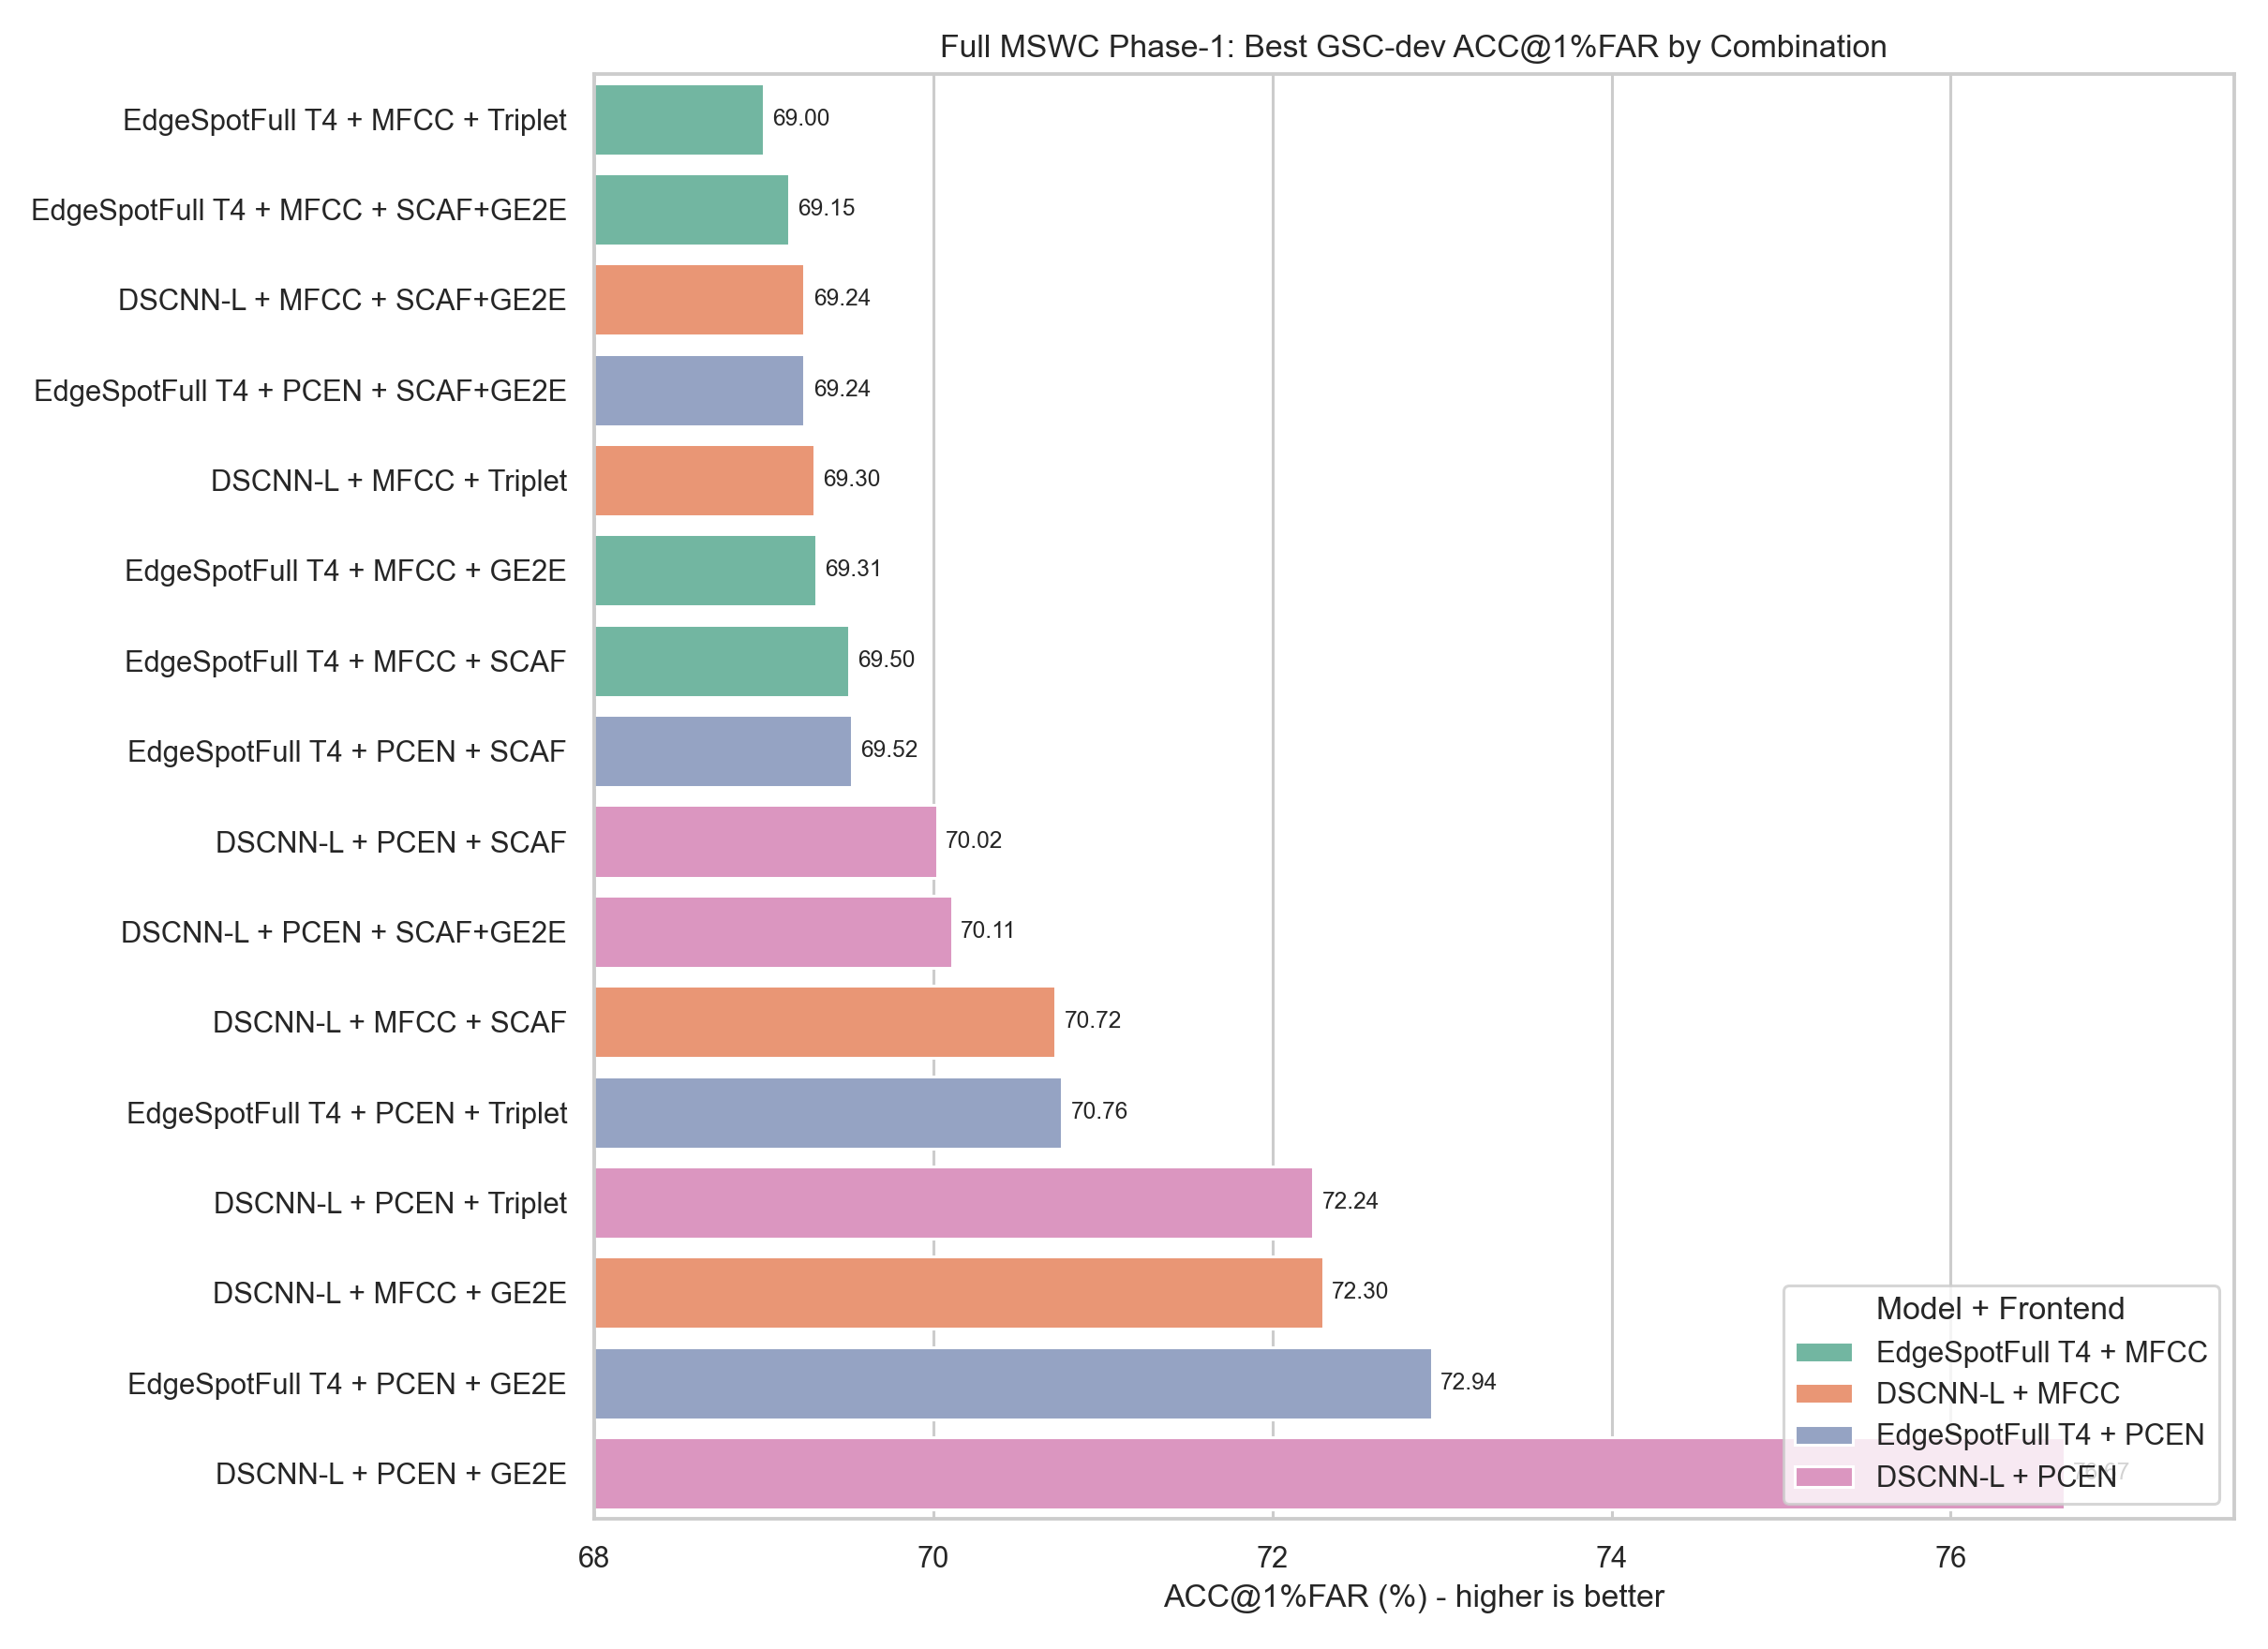 Full MSWC Phase-1: Best GSC-dev ACC@1%FAR by Combination
EdgeSpotFull T4 + MFCC + Triplet
69.00
EdgeSpotFull T4 + MFCC + SCAF+GE2E
69.15
DSCNN-L + MFCC + SCAF+GE2E
69.24
EdgeSpotFull T4 + PCEN + SCAF+GE2E
69.24
DSCNN-L + MFCC + Triplet
69.30
EdgeSpotFull T4 + MFCC + GE2E
69.31
EdgeSpotFull T4 + MFCC + SCAF
69.50
EdgeSpotFull T4 + PCEN + SCAF
69.52
DSCNN-L + PCEN + SCAF
70.02
DSCNN-L + PCEN + SCAF+GE2E
70.11
DSCNN-L + MFCC + SCAF
70.72
EdgeSpotFull T4 + PCEN + Triplet
70.76
DSCNN-L + PCEN + Triplet
72.24
DSCNN-L + MFCC + GE2E
72.30
EdgeSpotFull T4 + PCEN + GE2E
72.94
DSCNN-L + PCEN + GE2E
Model + Frontend
EdgeSpotFull T4 + MFCC
DSCNN-L + MFCC
EdgeSpotFull T4 + PCEN
DSCNN-L + PCEN
68 70 72 74 76
ACC@1%FAR (%) - higher is better